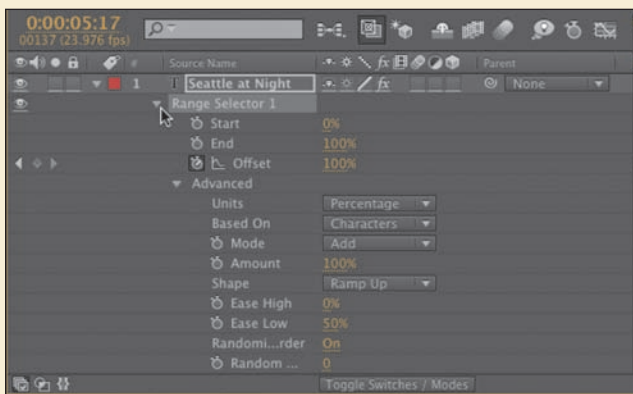 0:00:05:17
00137 (23.976 fps)
# Source Name fx Parent
1 T Seattle at Night fx None
Range Selector 1
Start 0%
End 100%
Offset 100%
Advanced
Units Percentage
Based On Characters
Mode Add
Amount 100%
Shape Ramp Up
Ease High 0%
Ease Low 50%
Randomi...rder On
Random ... 0
Toggle Switches / Modes